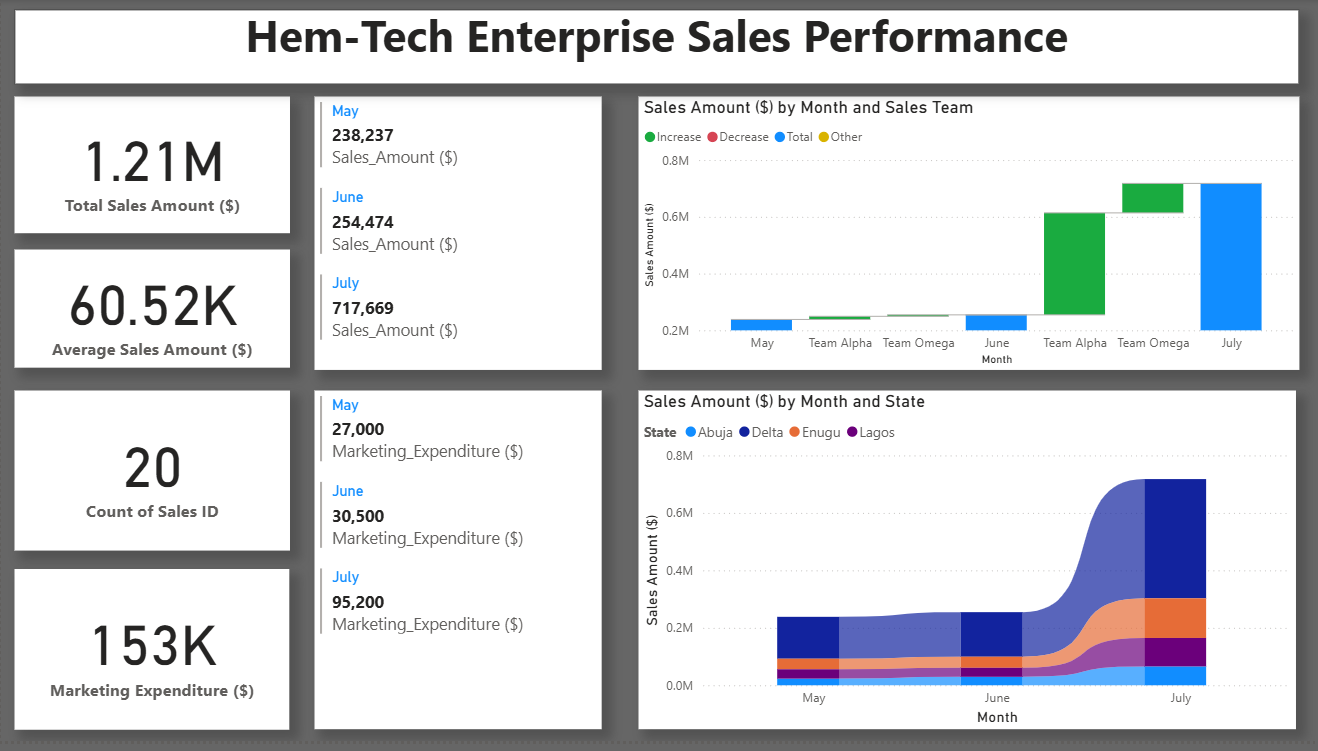 Hem-Tech Enterprise Sales Performance
1.21M
Total Sales Amount ($)
60.52K
Average Sales Amount ($)
20
Count of Sales ID
153K
Marketing Expenditure ($)
May
238,237
Sales_Amount ($)
June
254,474
Sales_Amount ($)
July
717,669
Sales_Amount ($)
May
27,000
Marketing_Expenditure ($)
June
30,500
Marketing_Expenditure ($)
July
95,200
Marketing_Expenditure ($)
Sales Amount ($) by Month and Sales Team
Increase Decrease Total Other
0.8M
0.6M
0.4M
0.2M
Sales Amount ($)
May Team Alpha Team Omega June Team Alpha Team Omega July
Month
Sales Amount ($) by Month and State
State Abuja Delta Enugu Lagos
0.8M
0.6M
0.4M
0.2M
0.0M
Sales Amount ($)
May June July
Month